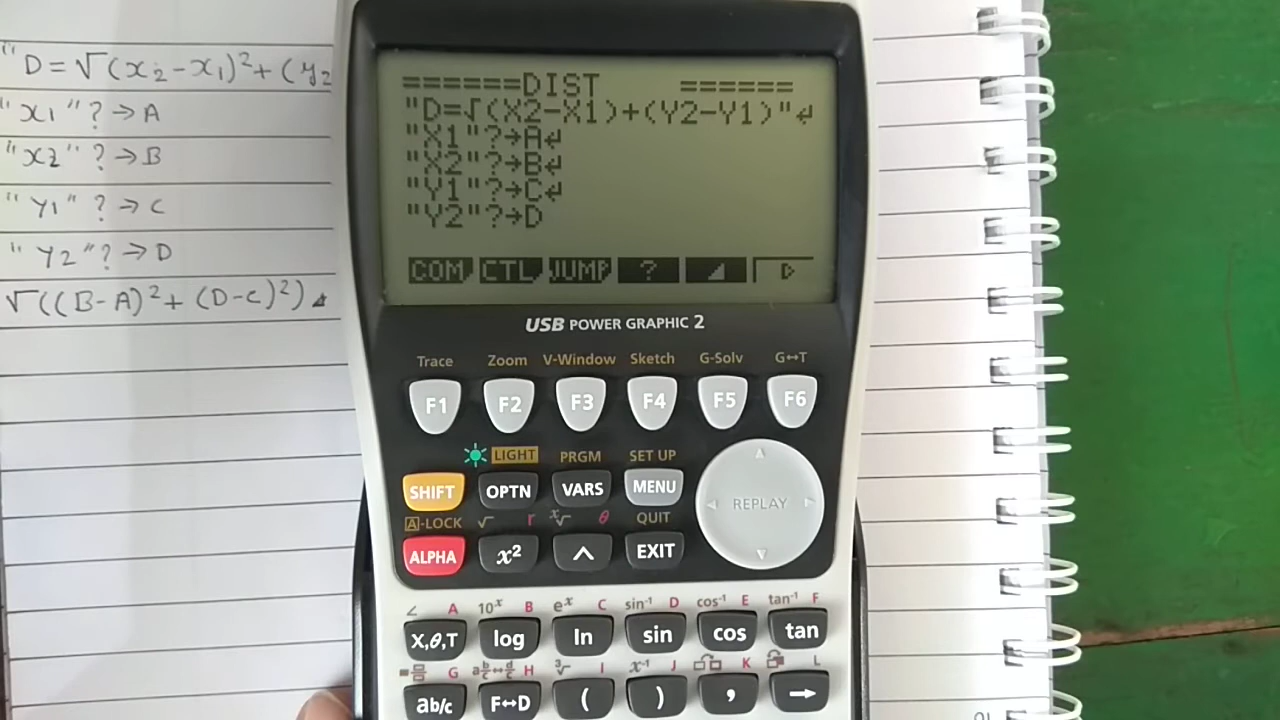 "D=√(x2-x1)²+(y2
"x1"?→A
"x2"?→B
"Y1"?→C
"Y2"?→D
√((B-A)²+(D-C)²)◢
======DIST ======
"D=√(X2-X1)+(Y2-Y1)"↵
"X1"?→A↵
"X2"?→B↵
"Y1"?→C↵
"Y2"?→D
COM CTL JUMP ? ◢ ▷
USB POWER GRAPHIC 2
Trace Zoom V-Window Sketch G-Solv G↔T
F1 F2 F3 F4 F5 F6
LIGHT PRGM SET UP
SHIFT OPTN VARS MENU REPLAY
A-LOCK √ r x√ θ QUIT
ALPHA x² ^ EXIT
∠ A 10ˣ B eˣ C sin⁻¹ D cos⁻¹ E tan⁻¹ F
X,θ,T log ln sin cos tan
G a b/c↔d/c H ³√ I x⁻¹ J K L
ab/c F↔D ( ) , →